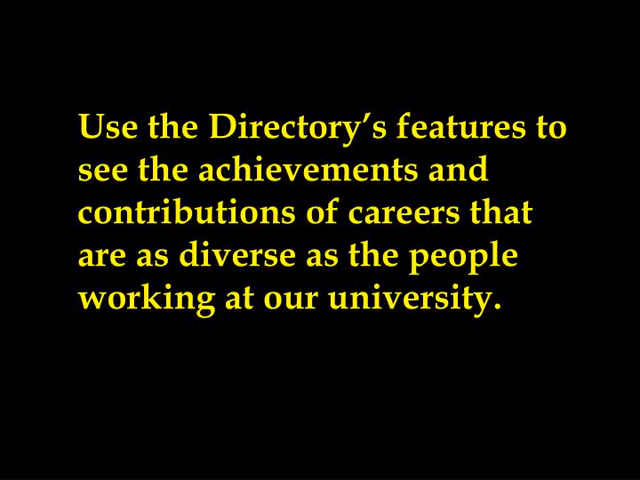 Use the Directory’s features to
see the achievements and
contributions of careers that
are as diverse as the people
working at our university.